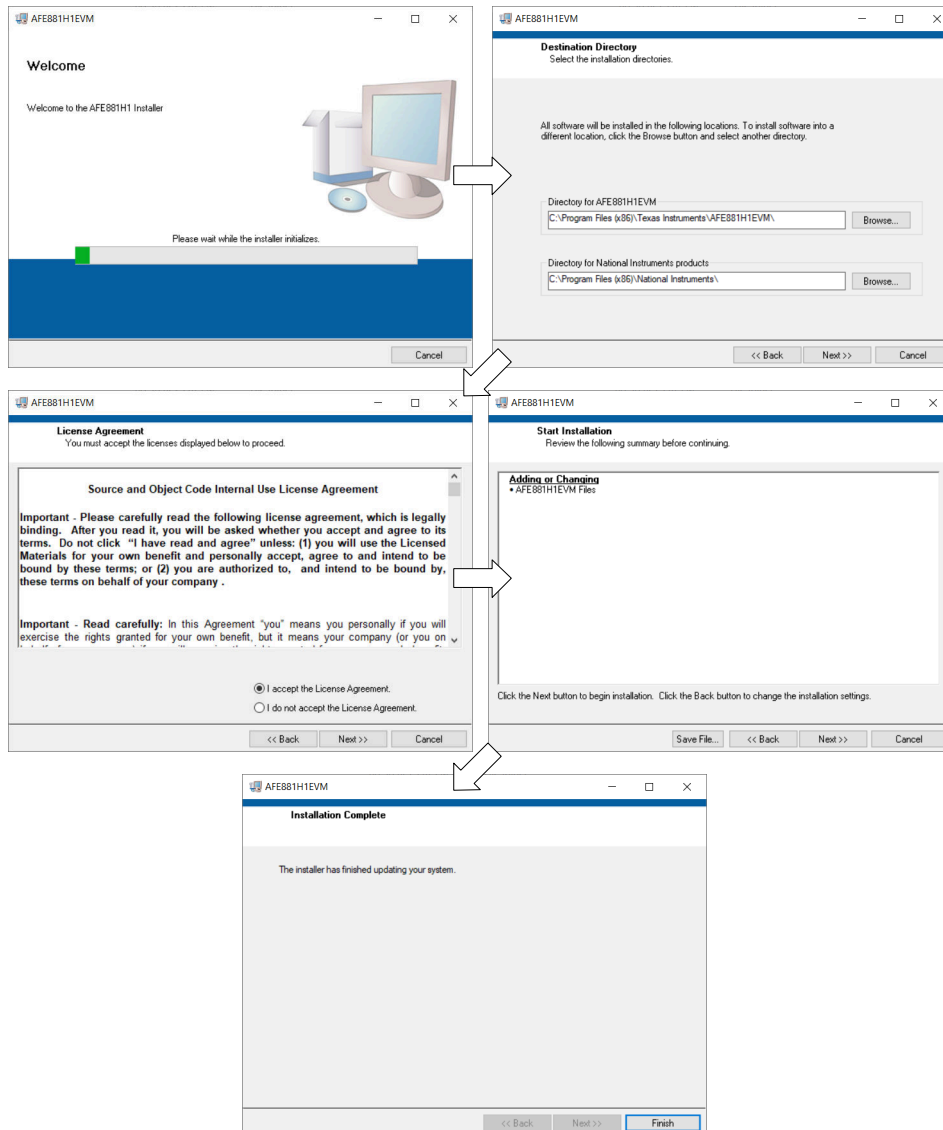 AFE881H1EVM
Welcome
Welcome to the AFE881H1 Installer
Please wait while the installer initializes.
Cancel
AFE881H1EVM
Destination Directory
Select the installation directories.
All software will be installed in the following locations. To install software into a
different location, click the Browse button and select another directory.
Directory for AFE881H1EVM
C:\Program Files (x86)\Texas Instruments\AFE881H1EVM\
Browse...
Directory for National Instruments products
C:\Program Files (x86)\National Instruments\
Browse...
<< Back Next >> Cancel
AFE881H1EVM
License Agreement
You must accept the licenses displayed below to proceed.
Source and Object Code Internal Use License Agreement
Important - Please carefully read the following license agreement, which is legally
binding. After you read it, you will be asked whether you accept and agree to its
terms. Do not click "I have read and agree" unless: (1) you will use the Licensed
Materials for your own benefit and personally accept, agree to and intend to be
bound by these terms; or (2) you are authorized to, and intend to be bound by,
these terms on behalf of your company .
Important - Read carefully: In this Agreement "you" means you personally if you will
exercise the rights granted for your own benefit, but it means your company (or you on
I accept the License Agreement.
I do not accept the License Agreement.
<< Back Next >> Cancel
AFE881H1EVM
Start Installation
Review the following summary before continuing.
Adding or Changing
• AFE881H1EVM Files
Click the Next button to begin installation. Click the Back button to change the installation settings.
Save File... << Back Next >> Cancel
AFE881H1EVM
Installation Complete
The installer has finished updating your system.
<< Back Next >> Finish